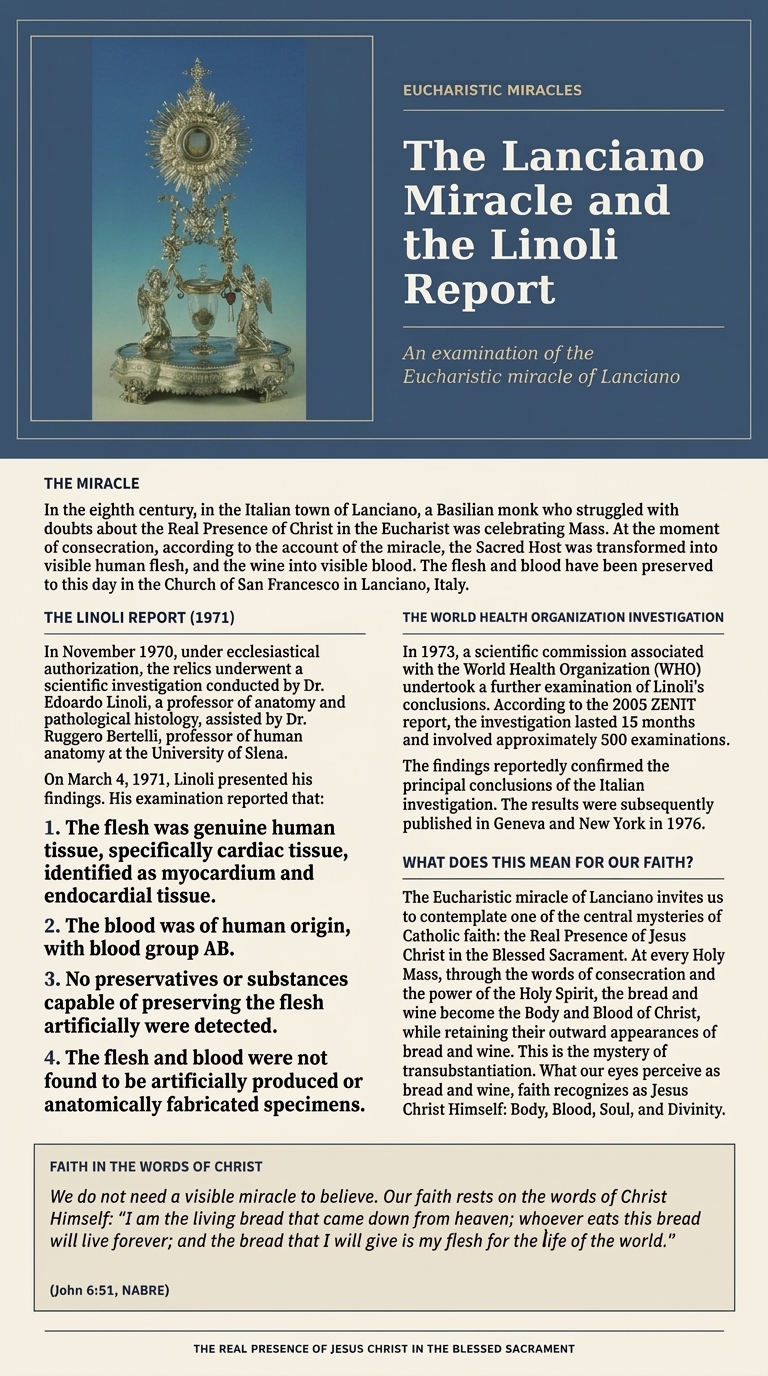 EUCHARISTIC MIRACLES
The Lanciano
Miracle and
the Linoli
Report
An examination of the
Eucharistic miracle of Lanciano
THE MIRACLE
In the eighth century, in the Italian town of Lanciano, a Basilian monk who struggled with
doubts about the Real Presence of Christ in the Eucharist was celebrating Mass. At the moment
of consecration, according to the account of the miracle, the Sacred Host was transformed into
visible human flesh, and the wine into visible blood. The flesh and blood have been preserved
to this day in the Church of San Francesco in Lanciano, Italy.
THE LINOLI REPORT (1971)
In November 1970, under ecclesiastical
authorization, the relics underwent a
scientific investigation conducted by Dr.
Edoardo Linoli, a professor of anatomy and
pathological histology, assisted by Dr.
Ruggero Bertelli, professor of human
anatomy at the University of Slena.
On March 4, 1971, Linoli presented his
findings. His examination reported that:
1. The flesh was genuine human
tissue, specifically cardiac tissue,
identified as myocardium and
endocardial tissue.
2. The blood was of human origin,
with blood group AB.
3. No preservatives or substances
capable of preserving the flesh
artificially were detected.
4. The flesh and blood were not
found to be artificially produced or
anatomically fabricated specimens.
THE WORLD HEALTH ORGANIZATION INVESTIGATION
In 1973, a scientific commission associated
with the World Health Organization (WHO)
undertook a further examination of Linoli's
conclusions. According to the 2005 ZENIT
report, the investigation lasted 15 months
and involved approximately 500 examinations.
The findings reportedly confirmed the
principal conclusions of the Italian
investigation. The results were subsequently
published in Geneva and New York in 1976.
WHAT DOES THIS MEAN FOR OUR FAITH?
The Eucharistic miracle of Lanciano invites us
to contemplate one of the central mysteries of
Catholic faith: the Real Presence of Jesus
Christ in the Blessed Sacrament. At every Holy
Mass, through the words of consecration and
the power of the Holy Spirit, the bread and
wine become the Body and Blood of Christ,
while retaining their outward appearances of
bread and wine. This is the mystery of
transubstantiation. What our eyes perceive as
bread and wine, faith recognizes as Jesus
Christ Himself: Body, Blood, Soul, and Divinity.
FAITH IN THE WORDS OF CHRIST
We do not need a visible miracle to believe. Our faith rests on the words of Christ
Himself: “I am the living bread that came down from heaven; whoever eats this bread
will live forever; and the bread that I will give is my flesh for the life of the world.”
(John 6:51, NABRE)
THE REAL PRESENCE OF JESUS CHRIST IN THE BLESSED SACRAMENT